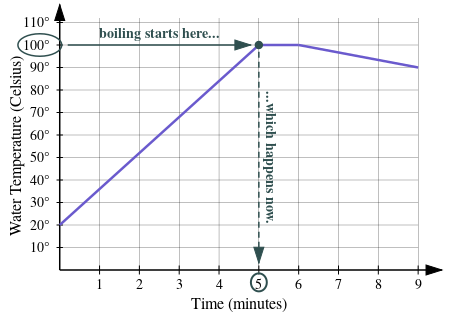 110°
boiling starts here...
100°
90°
80°
70°
60°
50°
40°
30°
20°
10°
Water Temperature (Celsius)
...which happens now.
1 2 3 4 5 6 7 8 9
Time (minutes)